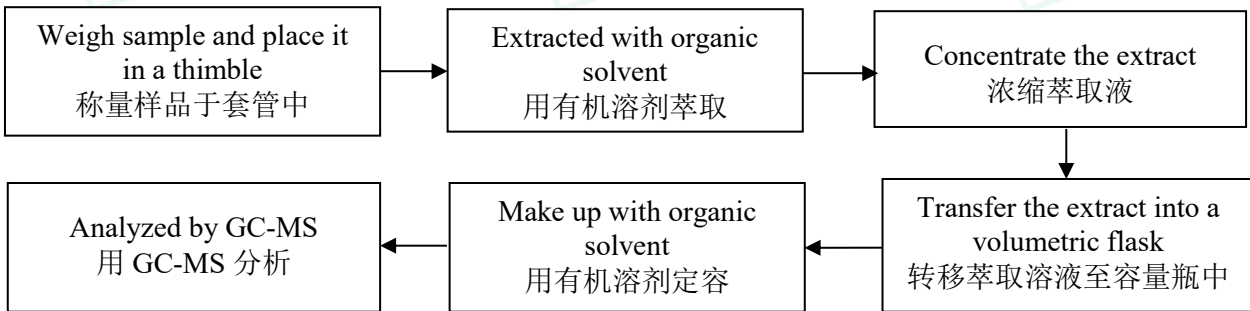 Weigh sample and place it
in a thimble
称量样品于套管中
Extracted with organic
solvent
用有机溶剂萃取
Concentrate the extract
浓缩萃取液
Transfer the extract into a
volumetric flask
转移萃取溶液至容量瓶中
Make up with organic
solvent
用有机溶剂定容
Analyzed by GC-MS
用 GC-MS 分析